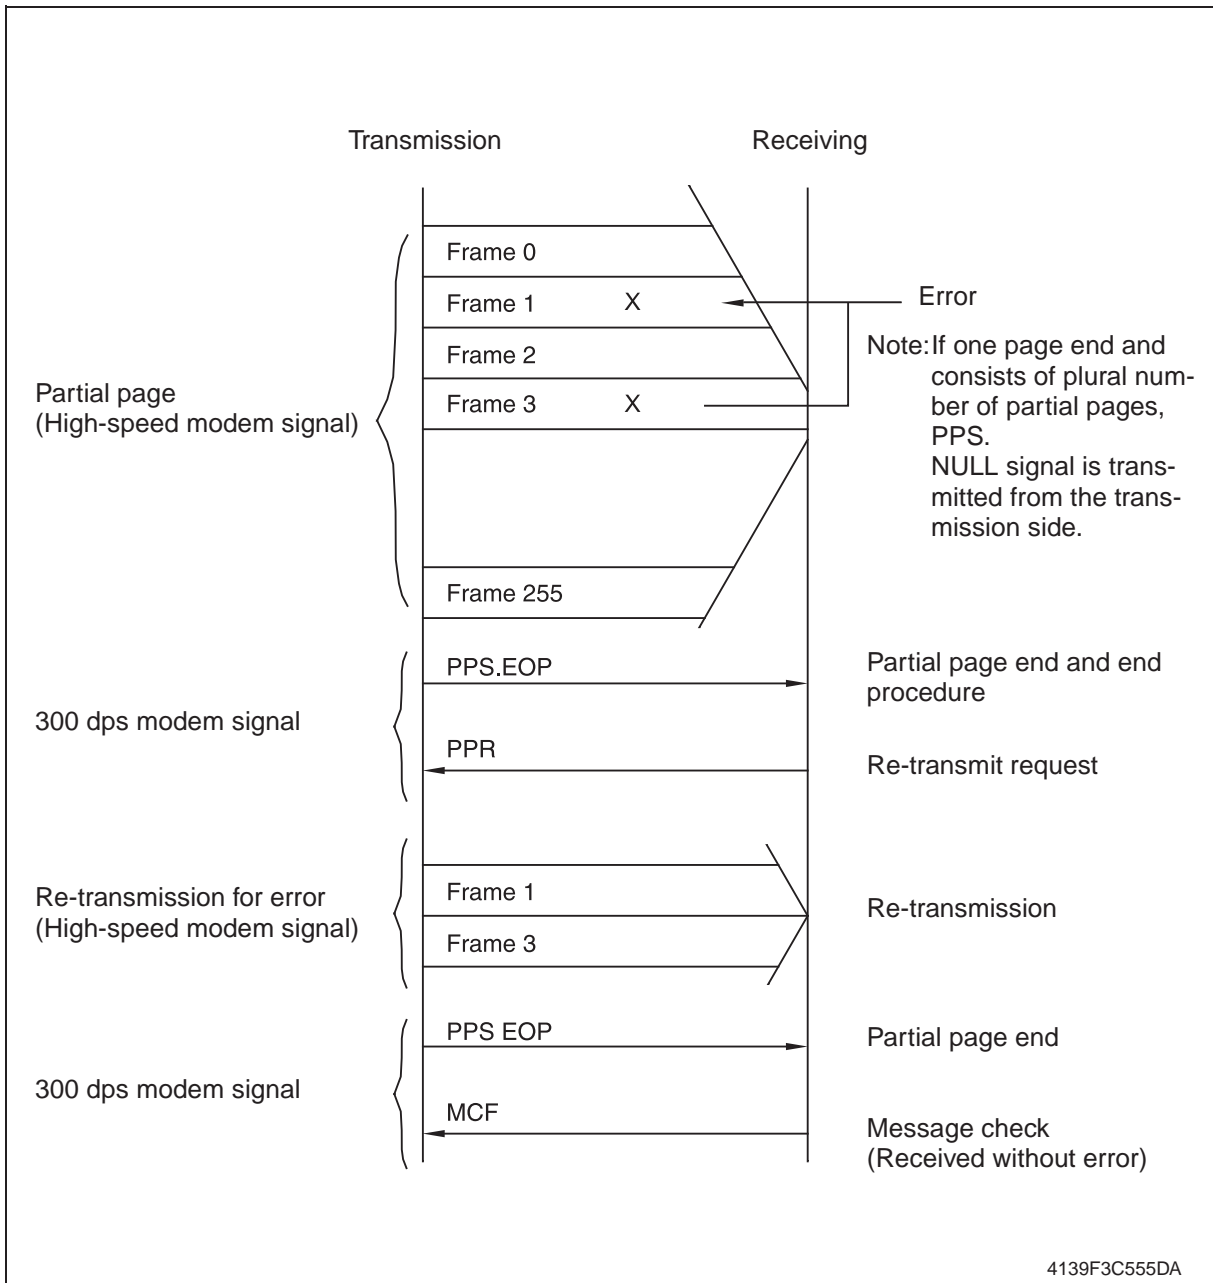 Transmission
Receiving
Frame 0
Frame 1 X
Error
Frame 2
Frame 3 X
Partial page
(High-speed modem signal)
Note:If one page end and
consists of plural num-
ber of partial pages,
PPS.
NULL signal is trans-
mitted from the trans-
mission side.
Frame 255
PPS.EOP
Partial page end and end
procedure
300 dps modem signal
PPR
Re-transmit request
Re-transmission for error
(High-speed modem signal)
Frame 1
Frame 3
Re-transmission
PPS EOP
Partial page end
300 dps modem signal
MCF
Message check
(Received without error)
4139F3C555DA